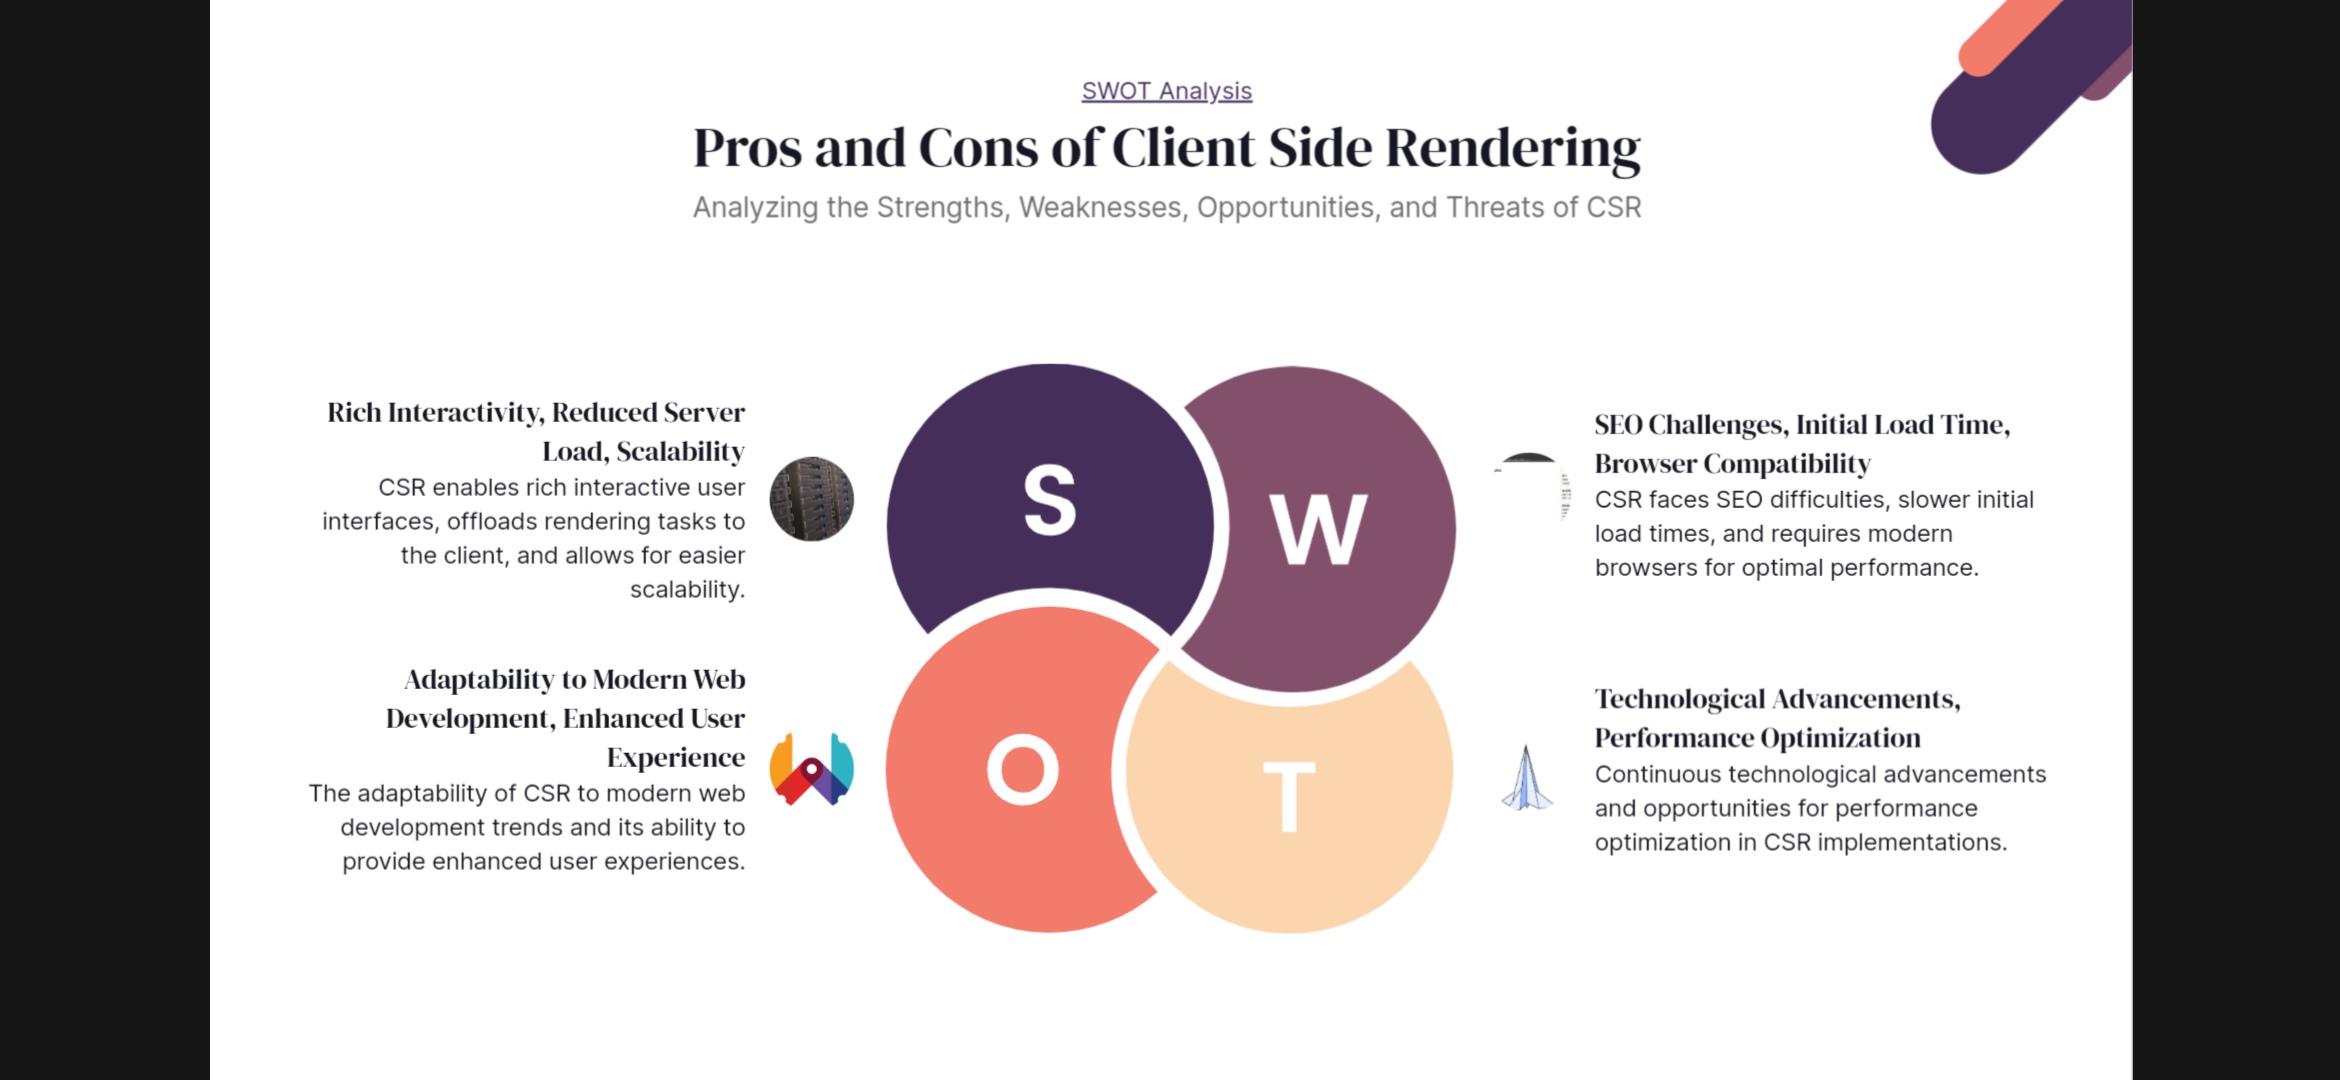 SWOT Analysis
Pros and Cons of Client Side Rendering
Analyzing the Strengths, Weaknesses, Opportunities, and Threats of CSR
Rich Interactivity, Reduced Server
Load, Scalability
CSR enables rich interactive user
interfaces, offloads rendering tasks to
the client, and allows for easier
scalability.
S
W
SEO Challenges, Initial Load Time,
Browser Compatibility
CSR faces SEO difficulties, slower initial
load times, and requires modern
browsers for optimal performance.
Adaptability to Modern Web
Development, Enhanced User
Experience
The adaptability of CSR to modern web
development trends and its ability to
provide enhanced user experiences.
O
T
Technological Advancements,
Performance Optimization
Continuous technological advancements
and opportunities for performance
optimization in CSR implementations.